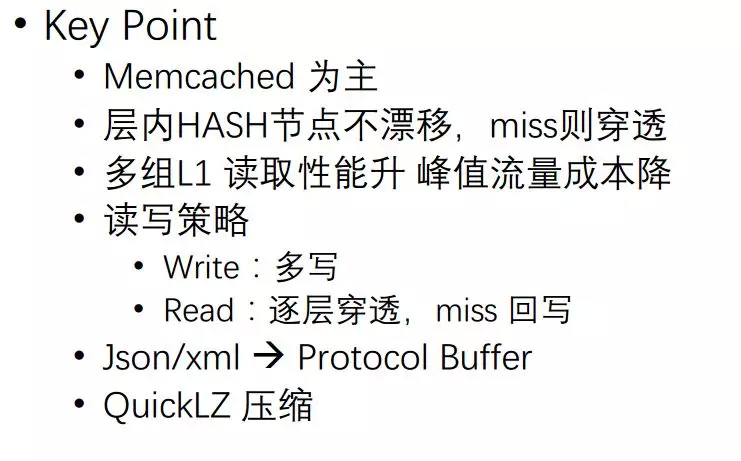 • Key Point
• Memcached 为主
• 层内HASH节点不漂移，miss则穿透
• 多组L1 读取性能升 峰值流量成本降
• 读写策略
• Write：多写
• Read：逐层穿透，miss 回写
• Json/xml → Protocol Buffer
• QuickLZ 压缩